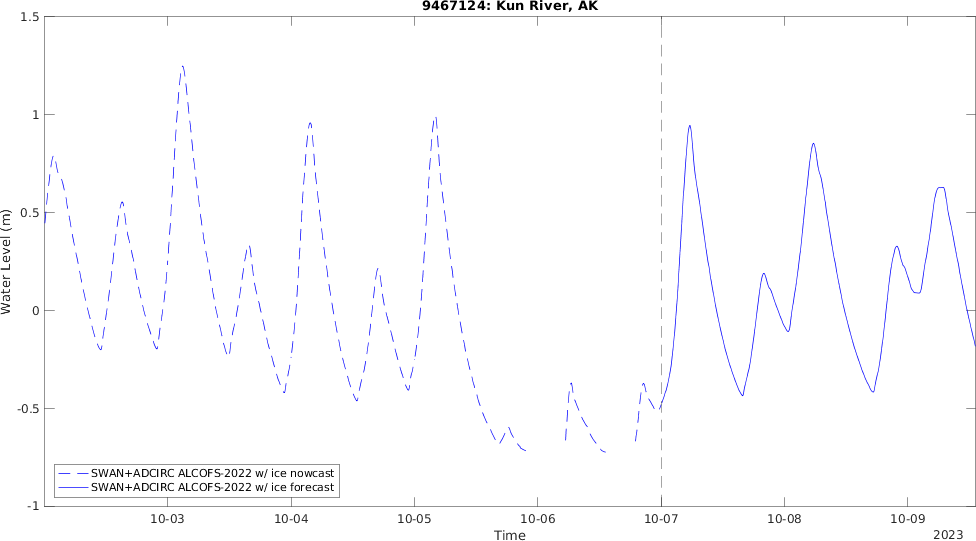 9467124: Kun River, AK
1.5
1
0.5
0
-0.5
-1
Water Level (m)
SWAN+ADCIRC ALCOFS-2022 w/ ice nowcast
SWAN+ADCIRC ALCOFS-2022 w/ ice forecast
10-03 10-04 10-05 10-06 10-07 10-08 10-09
Time
2023